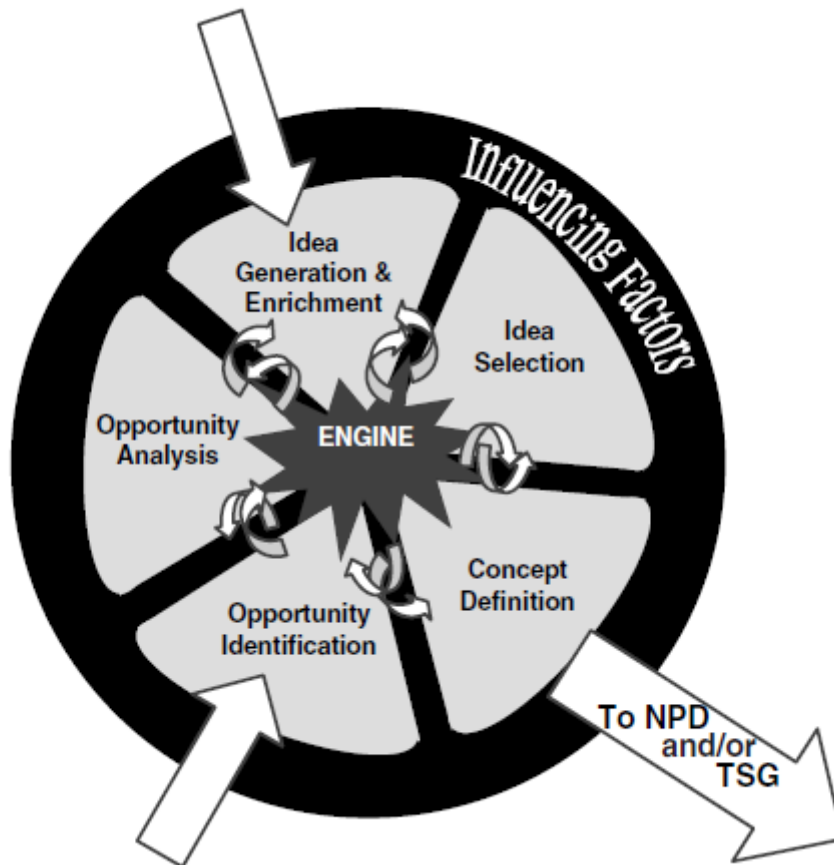 Influencing Factors
Idea
Generation &
Enrichment
Idea
Selection
Opportunity
Analysis
ENGINE
Concept
Definition
Opportunity
Identification
To NPD
and/or
TSG